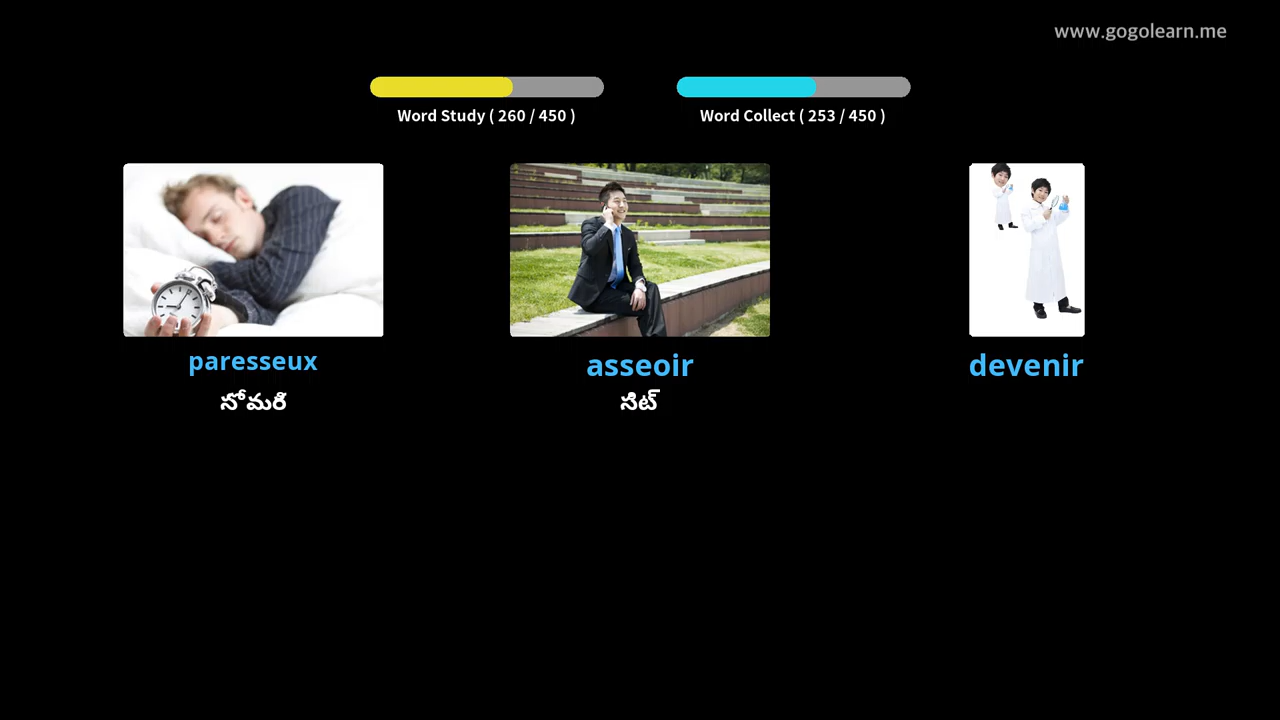 www.gogolearn.me
Word Study ( 260 / 450 )
Word Collect ( 253 / 450 )
paresseux
asseoir
devenir
సోమరి
సిట్